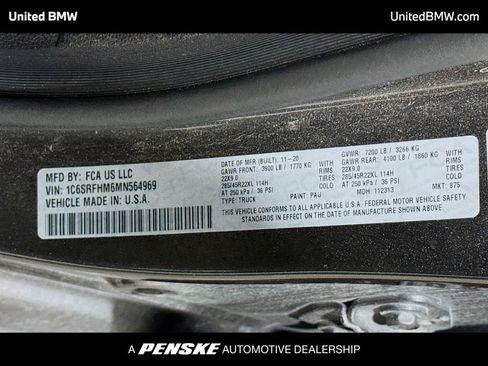 United BMW
UnitedBMW.com
MFD BY: FCA US LLC
VIN: 1C6SRFHM6MN564969
VEHICLE MADE IN: U.S.A.
DATE OF MFR (BUILT): 11-20
GAWR FRONT: 3900 LB / 1770 KG
22X9.0 RIMS
285/45R22XL 114H TIRES
AT 250 kPa / 36 PSI COLD
TYPE: TRUCK PAINT: PAU
GVWR: 7200 LB / 3266 KG
GAWR REAR: 4100 LB / 1860 KG
22X9.0 RIMS
285/45R22XL 114H TIRES
AT 250 kPa / 36 PSI COLD
MDH: 112313 MKT: 875
THIS VEHICLE CONFORMS TO ALL APPLICABLE U.S.A. FEDERAL MOTOR VEHICLE SAFETY
STANDARDS IN EFFECT ON THE DATE OF MANUFACTURE SHOWN ABOVE.
A PENSKE AUTOMOTIVE DEALERSHIP